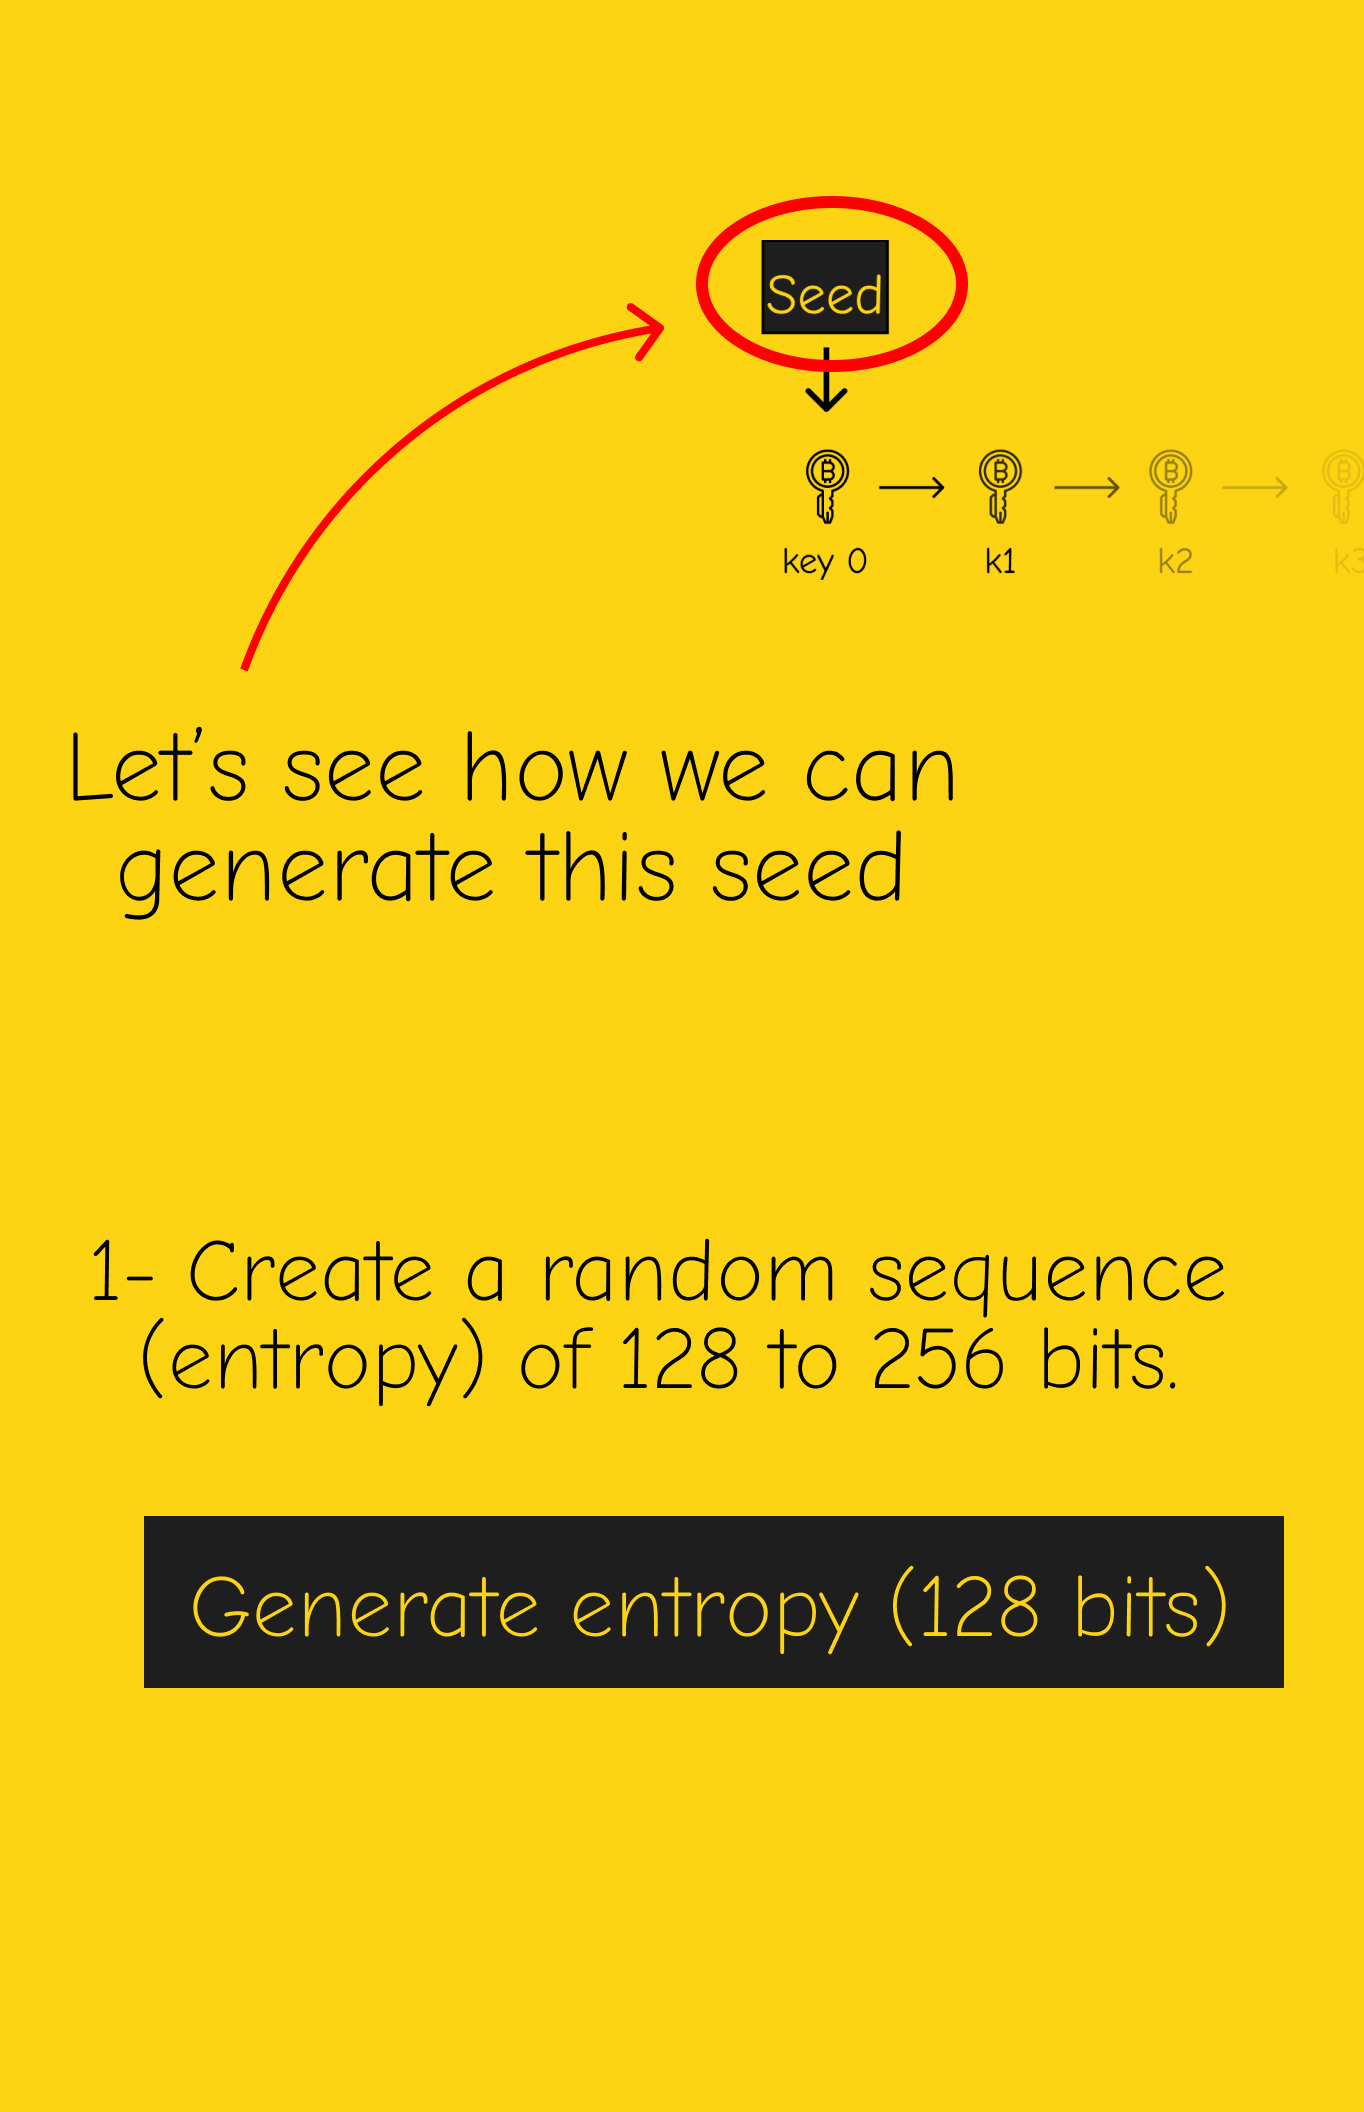 Seed
key 0
k1
k2
k3
Let's see how we can
generate this seed
1- Create a random sequence
(entropy) of 128 to 256 bits.
Generate entropy (128 bits)